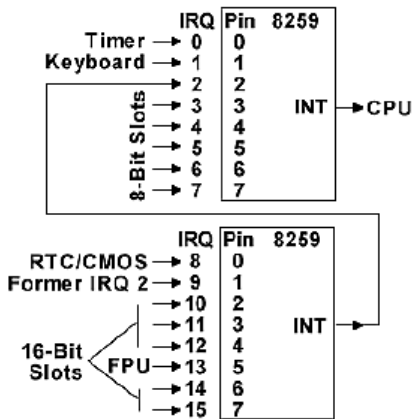 IRQ Pin 8259
Timer 0 0
Keyboard 1 1
2 2
8-Bit Slots
3 3 INT CPU
4 4
5 5
6 6
7 7
IRQ Pin 8259
RTC/CMOS 8 0
Former IRQ 2 9 1
10 2
11 3 INT
12 4
16-Bit
Slots
FPU 13 5
14 6
15 7